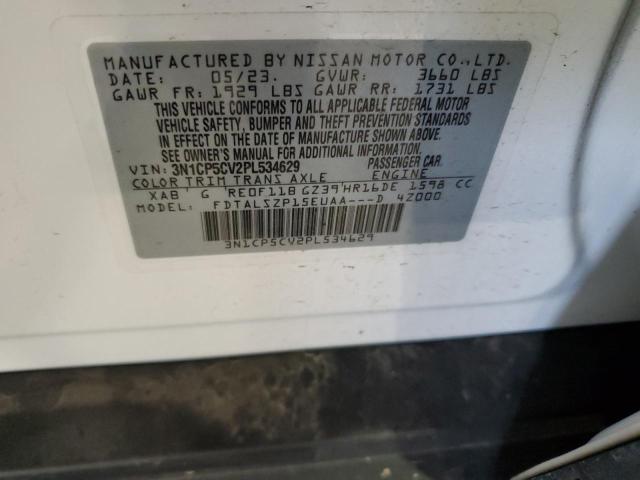 MANUFACTURED BY NISSAN MOTOR CO.,LTD.
DATE: 05/23. GVWR: 3660 LBS
GAWR FR: 1929 LBS GAWR RR: 1731 LBS
THIS VEHICLE CONFORMS TO ALL APPLICABLE FEDERAL MOTOR
VEHICLE SAFETY, BUMPER AND THEFT PREVENTION STANDARDS
IN EFFECT ON THE DATE OF MANUFACTURE SHOWN ABOVE.
SEE OWNER'S MANUAL FOR ADDITIONAL INFORMATION.
VIN: 3N1CP5CV2PL534629 PASSENGER CAR
COLOR TRIM TRANS AXLE ENGINE
XAB G RE0F11B GZ39 HR16DE 1598 CC
FDTALSZP15EUAA---D 4Z000
3N1CP5CV2PL534629